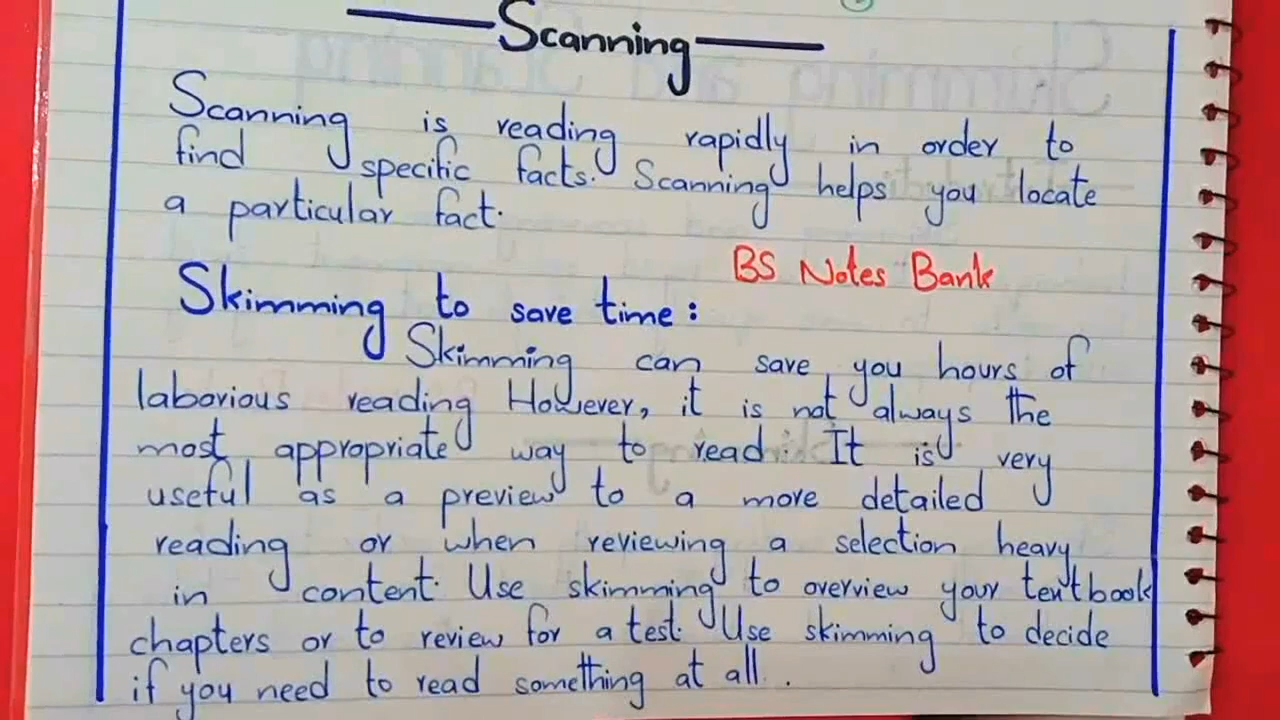 Scanning
Scanning is reading rapidly in order to
find specific facts. Scanning helps you locate
a particular fact.
BS Notes Bank
Skimming to save time:
Skimming can save you hours of
laborious reading However, it is not always the
most appropriate way to read. It is very
useful as a preview to a more detailed
reading or when reviewing a selection heavy
in content. Use skimming to overview your textbook
chapters or to review for a test. Use skimming to decide
if you need to read something at all.